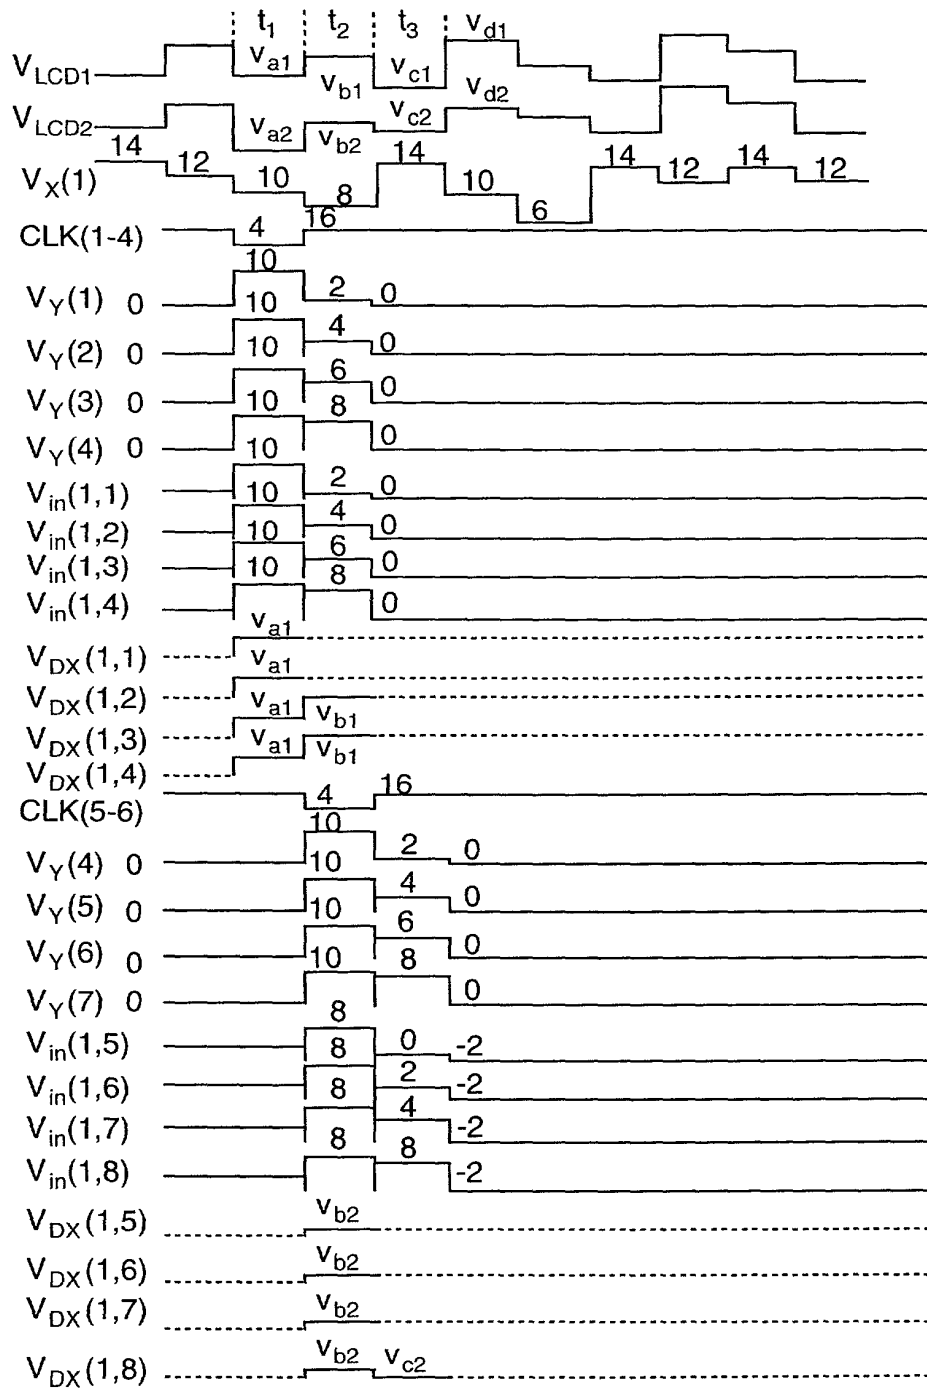 t1 t2 t3 vd1
VLCD1 va1 vb1 vc1
VLCD2 va2 vb2 vc2 vd2
VX(1) 14 12 10 8 14 10 6 14 12 14 12
CLK(1-4) 4 16
VY(1) 0 10 2 0
VY(2) 0 10 4 0
VY(3) 0 10 6 0
VY(4) 0 10 8 0
Vin(1,1) 10 2 0
Vin(1,2) 10 4 0
Vin(1,3) 10 6 0
Vin(1,4) 10 8 0
VDX(1,1) va1
VDX(1,2) va1
VDX(1,3) va1 vb1
VDX(1,4) va1 vb1
CLK(5-6) 4 16
VY(4) 0 10 2 0
VY(5) 0 10 4 0
VY(6) 0 10 6 0
VY(7) 0 10 8 0
Vin(1,5) 8 0 -2
Vin(1,6) 8 2 -2
Vin(1,7) 8 4 -2
Vin(1,8) 8 8 -2
VDX(1,5) vb2
VDX(1,6) vb2
VDX(1,7) vb2
VDX(1,8) vb2 vc2